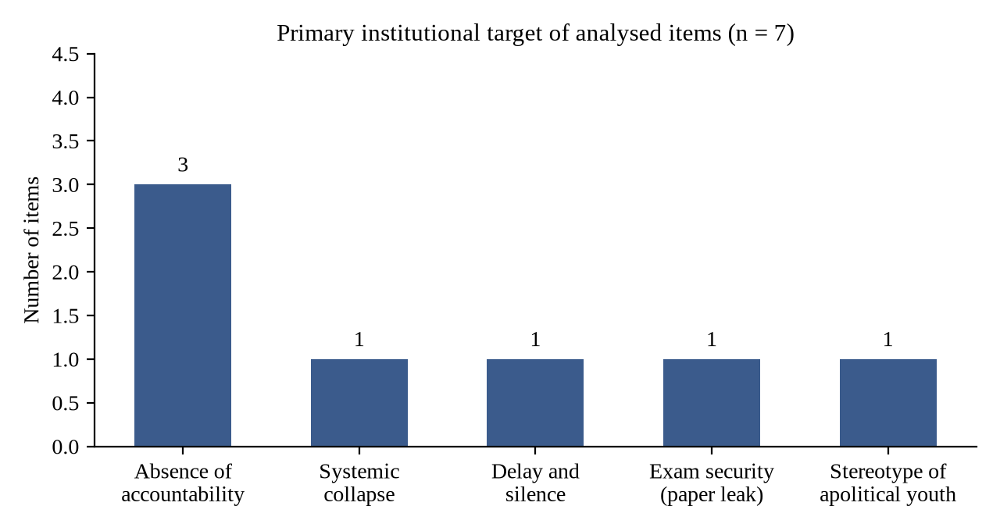 Primary institutional target of analysed items (n = 7)
4.5
4.0
3.5
3.0
2.5
2.0
1.5
1.0
0.5
0.0
Number of items
3
1
1
1
1
Absence of
accountability
Systemic
collapse
Delay and
silence
Exam security
(paper leak)
Stereotype of
apolitical youth